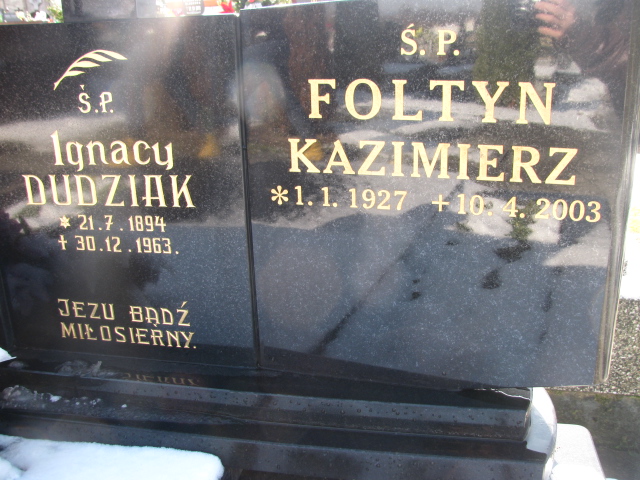 Ś.P.
Ignacy
DUDZIAK
* 21.7.1894
+ 30.12.1963.
JEZU BĄDŹ
MIŁOSIERNY.
Ś. P.
FOLTYN
KAZIMIERZ
* 1. 1. 1927 + 10. 4. 2003